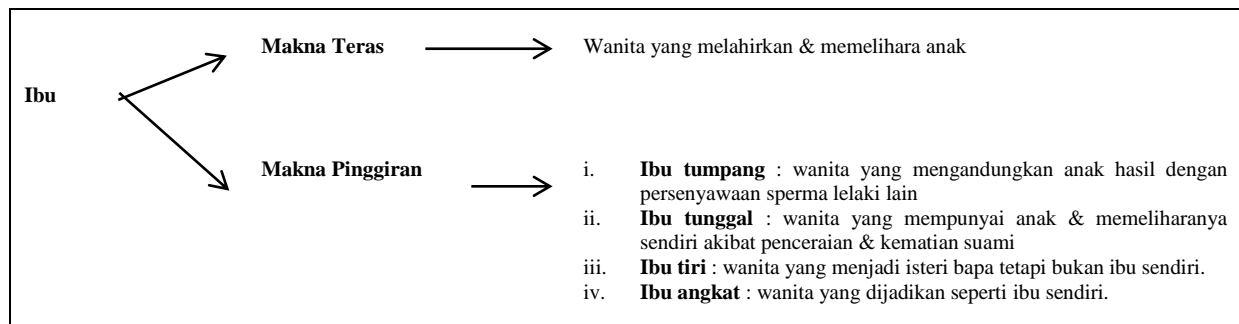 Makna Teras Wanita yang melahirkan & memelihara anak
Ibu
Makna Pinggiran i. Ibu tumpang : wanita yang mengandungkan anak hasil dengan
persenyawaan sperma lelaki lain
ii. Ibu tunggal : wanita yang mempunyai anak & memeliharanya
sendiri akibat penceraian & kematian suami
iii. Ibu tiri : wanita yang menjadi isteri bapa tetapi bukan ibu sendiri.
iv. Ibu angkat : wanita yang dijadikan seperti ibu sendiri.